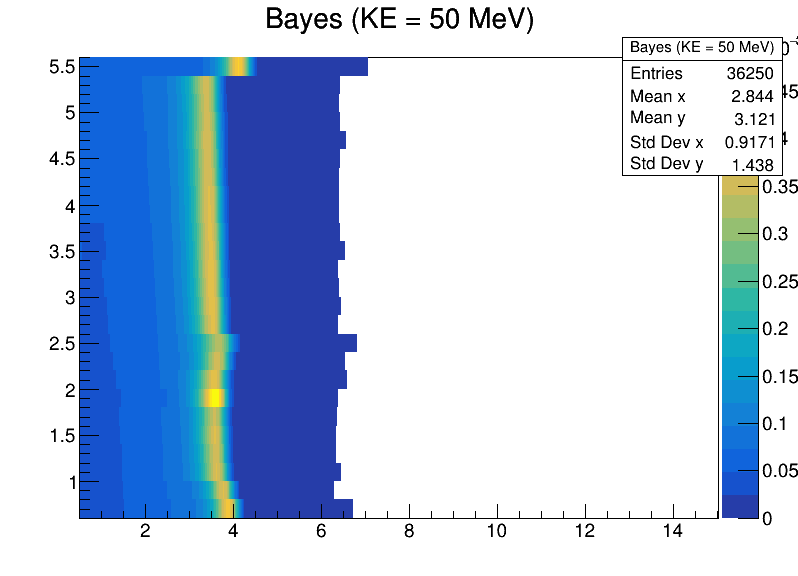 Bayes (KE = 50 MeV)
Bayes (KE = 50 MeV)
Entries 36250
Mean x 2.844
Mean y 3.121
Std Dev x 0.9171
Std Dev y 1.438
5.5
5
4.5
4
3.5
3
2.5
2
1.5
1
0.35
0.3
0.25
0.2
0.15
0.1
0.05
0
2 4 6 8 10 12 14